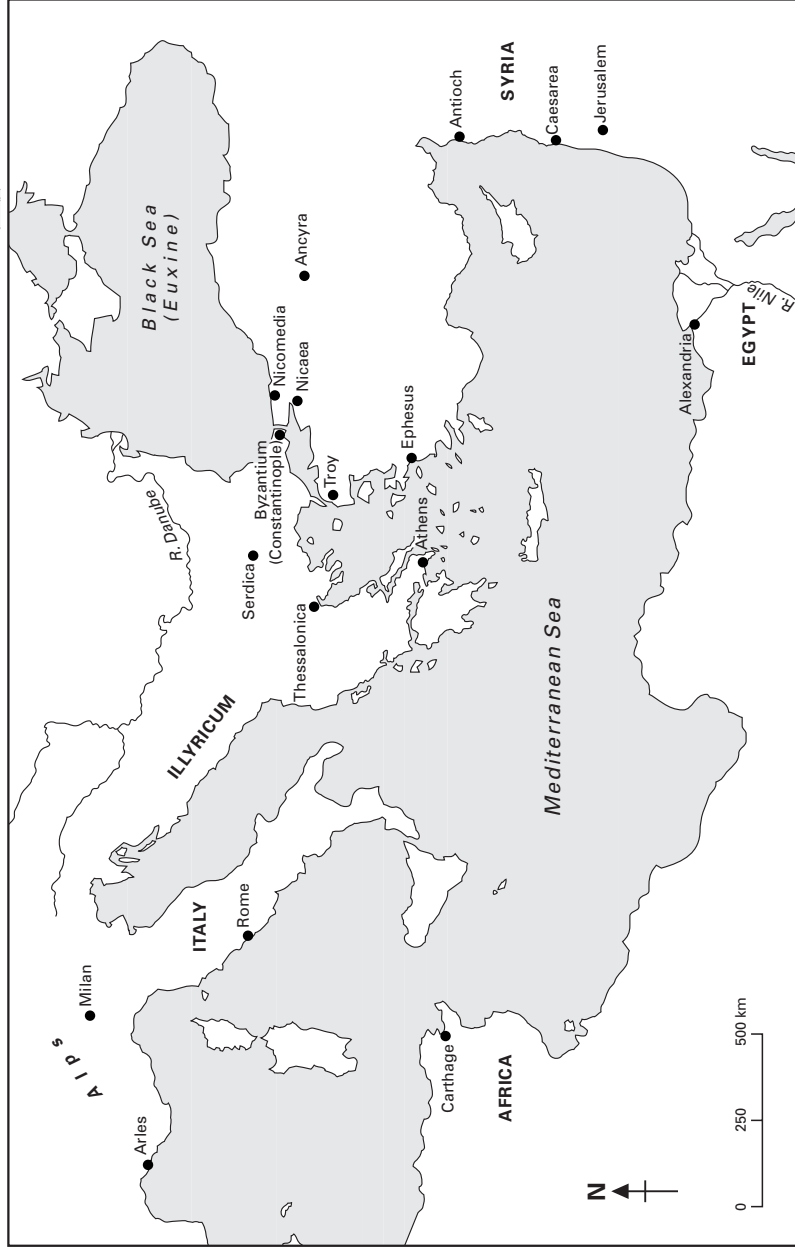 Black Sea
(Euxine)
R. Danube
Alps
Milan
Arles
ITALY
Rome
ILLYRICUM
Serdica
Thessalonica
Byzantium
(Constantinople)
Nicomedia
Nicaea
Ancyra
Troy
Ephesus
Athens
Antioch
SYRIA
Caesarea
Jerusalem
Mediterranean Sea
Carthage
AFRICA
Alexandria
EGYPT
R. Nile
N
0 250 500 km